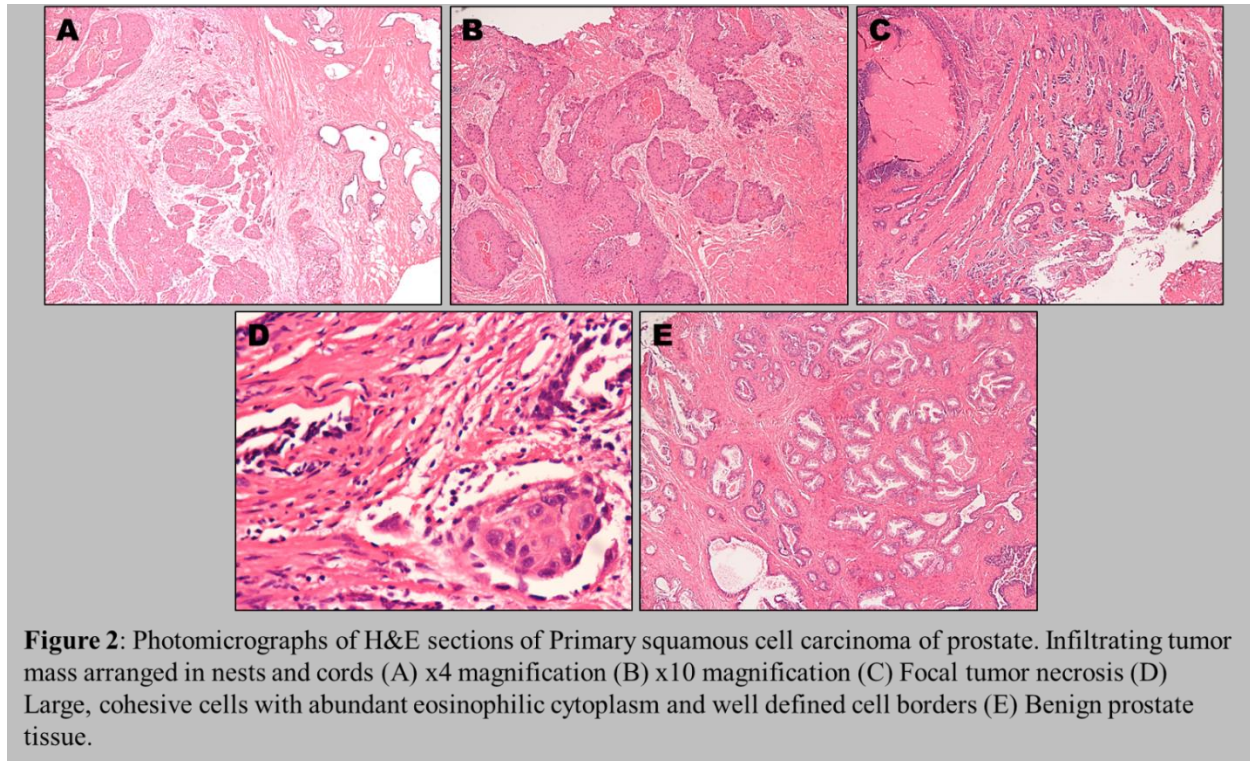 A
B
C
D
E
Figure 2: Photomicrographs of H&E sections of Primary squamous cell carcinoma of prostate. Infiltrating tumor
mass arranged in nests and cords (A) x4 magnification (B) x10 magnification (C) Focal tumor necrosis (D)
Large, cohesive cells with abundant eosinophilic cytoplasm and well defined cell borders (E) Benign prostate
tissue.